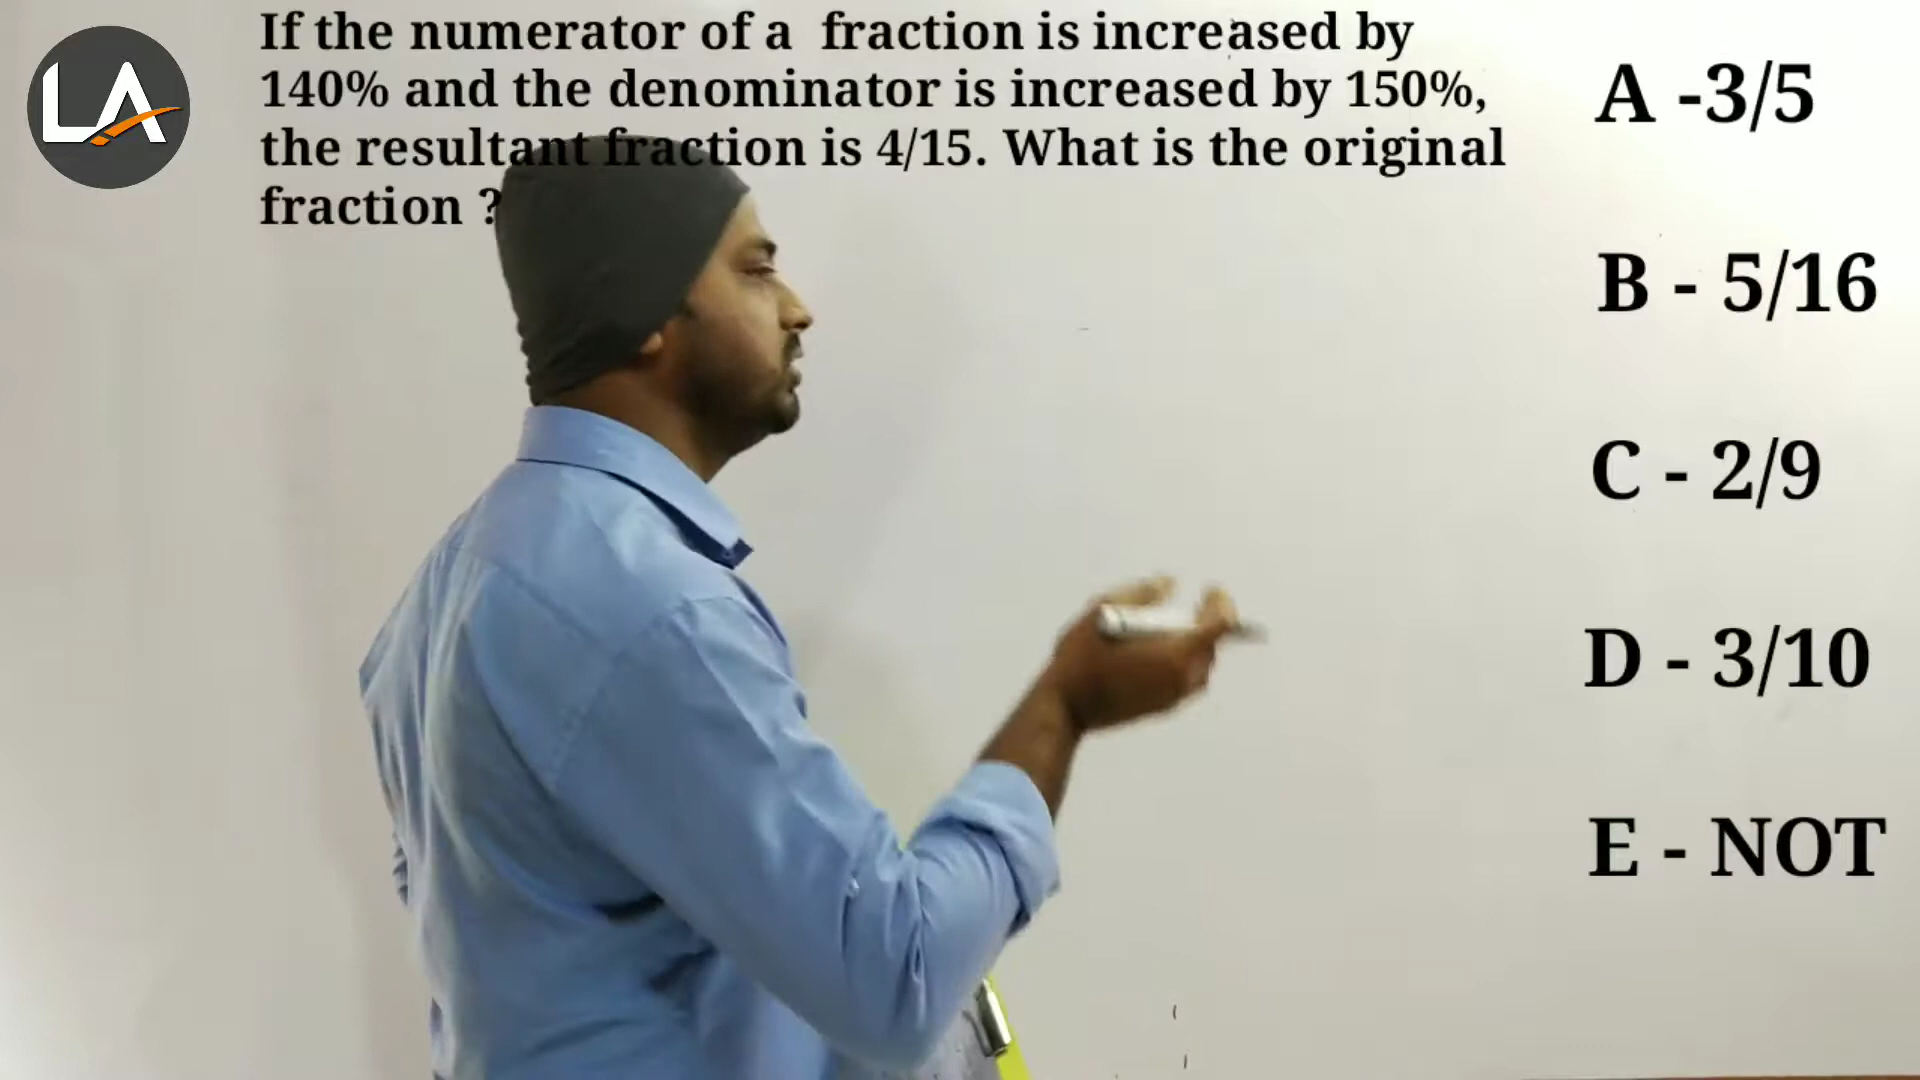 LA
If the numerator of a fraction is increased by
140% and the denominator is increased by 150%,
the resultant fraction is 4/15. What is the original
fraction ?
A -3/5
B - 5/16
C - 2/9
D - 3/10
E - NOT